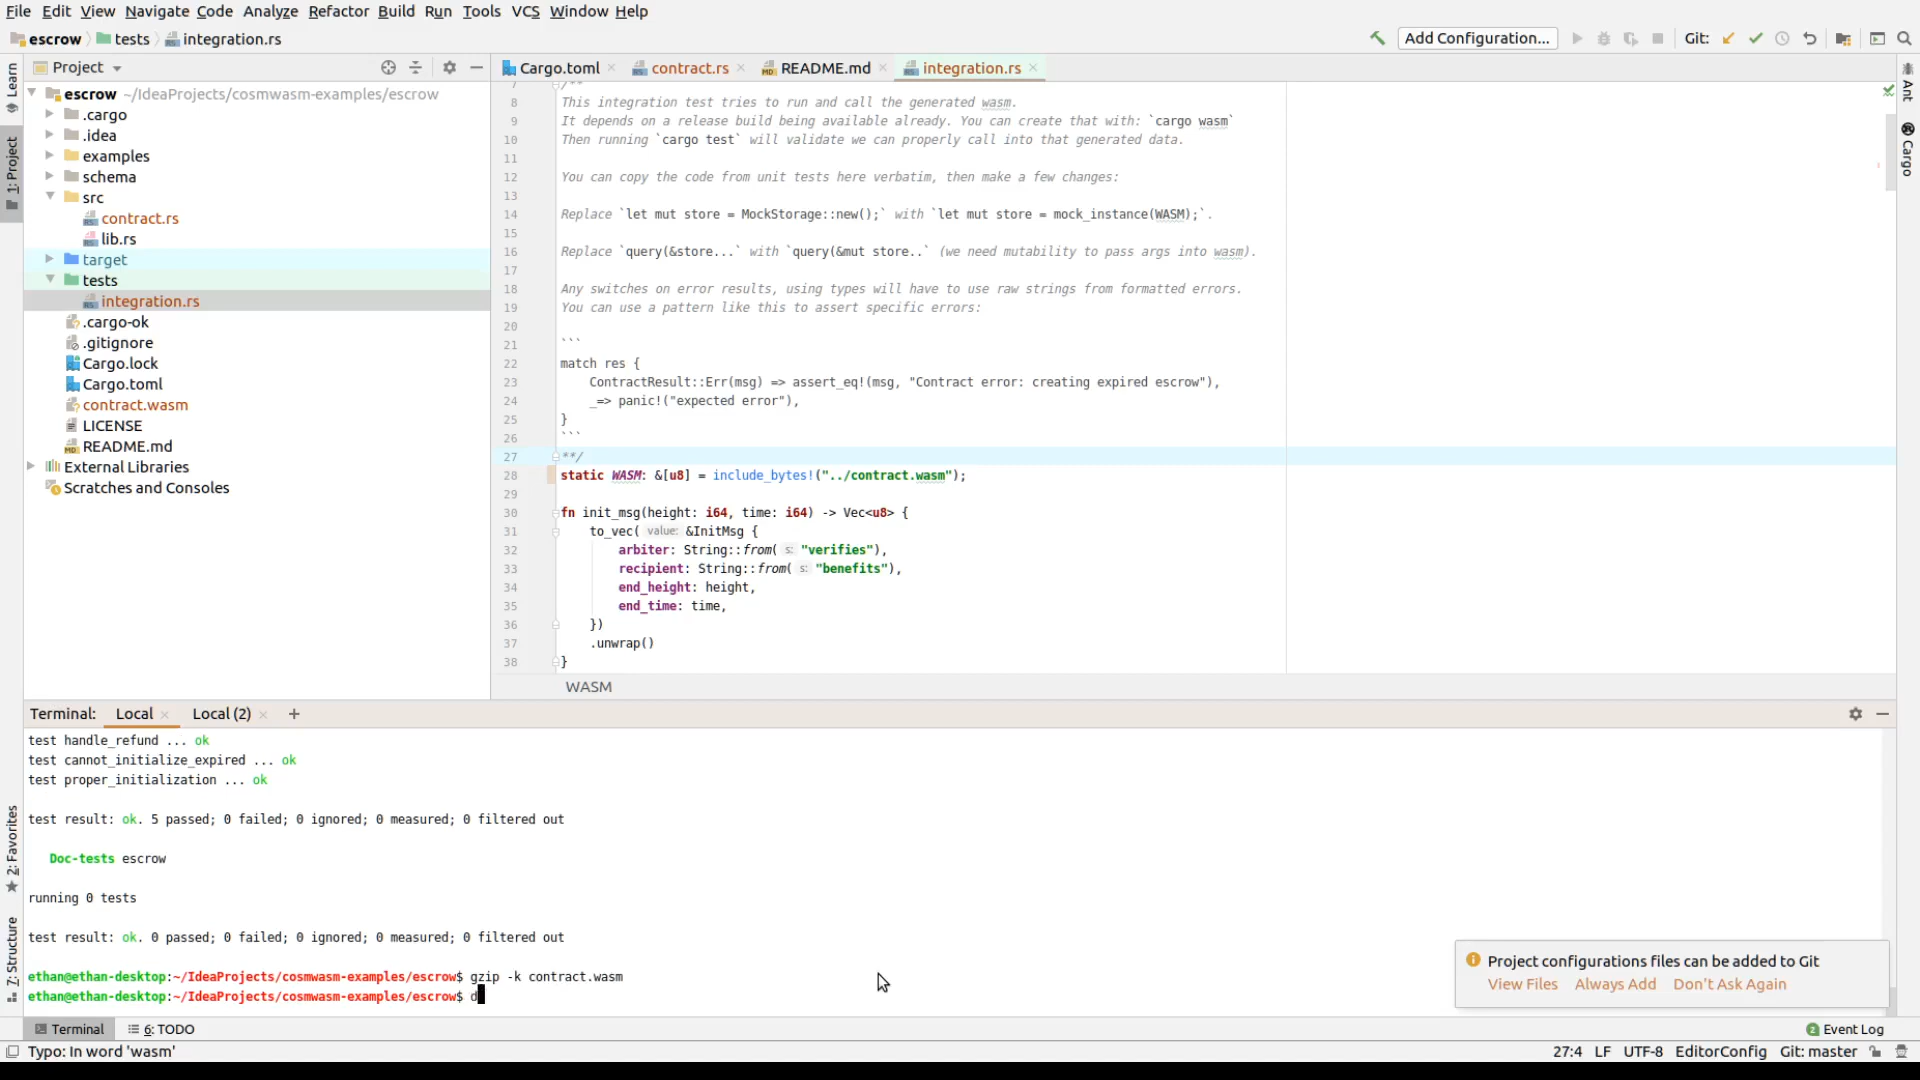 File Edit View Navigate Code Analyze Refactor Build Run Tools VCS Window Help
escrow tests integration.rs
Add Configuration... Git:
Learn
1: Project
2: Favorites
7: Structure
Project
escrow ~/IdeaProjects/cosmwasm-examples/escrow
.cargo
.idea
examples
schema
src
contract.rs
lib.rs
target
tests
integration.rs
.cargo-ok
.gitignore
Cargo.lock
Cargo.toml
contract.wasm
LICENSE
README.md
External Libraries
Scratches and Consoles
Cargo.toml contract.rs README.md integration.rs
7 /**
8 This integration test tries to run and call the generated wasm.
9 It depends on a release build being available already. You can create that with: `cargo wasm`
10 Then running `cargo test` will validate we can properly call into that generated data.
11
12 You can copy the code from unit tests here verbatim, then make a few changes:
13
14 Replace `let mut store = MockStorage::new();` with `let mut store = mock_instance(WASM);`.
15
16 Replace `query(&store...` with `query(&mut store..` (we need mutability to pass args into wasm).
17
18 Any switches on error results, using types will have to use raw strings from formatted errors.
19 You can use a pattern like this to assert specific errors:
20
21 ```
22 match res {
23 ContractResult::Err(msg) => assert_eq!(msg, "Contract error: creating expired escrow"),
24 _=> panic!("expected error"),
25 }
26 ```
27 **/
28 static WASM: &[u8] = include_bytes!("../contract.wasm");
29
30 fn init_msg(height: i64, time: i64) -> Vec<u8> {
31 to_vec( value: &InitMsg {
32 arbiter: String::from( s: "verifies"),
33 recipient: String::from( s: "benefits"),
34 end_height: height,
35 end_time: time,
36 })
37 .unwrap()
38 }
WASM
Ant
Cargo
Terminal: Local Local (2) +
test handle_refund ... ok
test cannot_initialize_expired ... ok
test proper_initialization ... ok
test result: ok. 5 passed; 0 failed; 0 ignored; 0 measured; 0 filtered out
Doc-tests escrow
running 0 tests
test result: ok. 0 passed; 0 failed; 0 ignored; 0 measured; 0 filtered out
ethan@ethan-desktop:~/IdeaProjects/cosmwasm-examples/escrow$ gzip -k contract.wasm
ethan@ethan-desktop:~/IdeaProjects/cosmwasm-examples/escrow$ d
Project configurations files can be added to Git
View Files Always Add Don't Ask Again
Terminal 6: TODO 2 Event Log
Typo: In word 'wasm' 27:4 LF UTF-8 EditorConfig Git: master